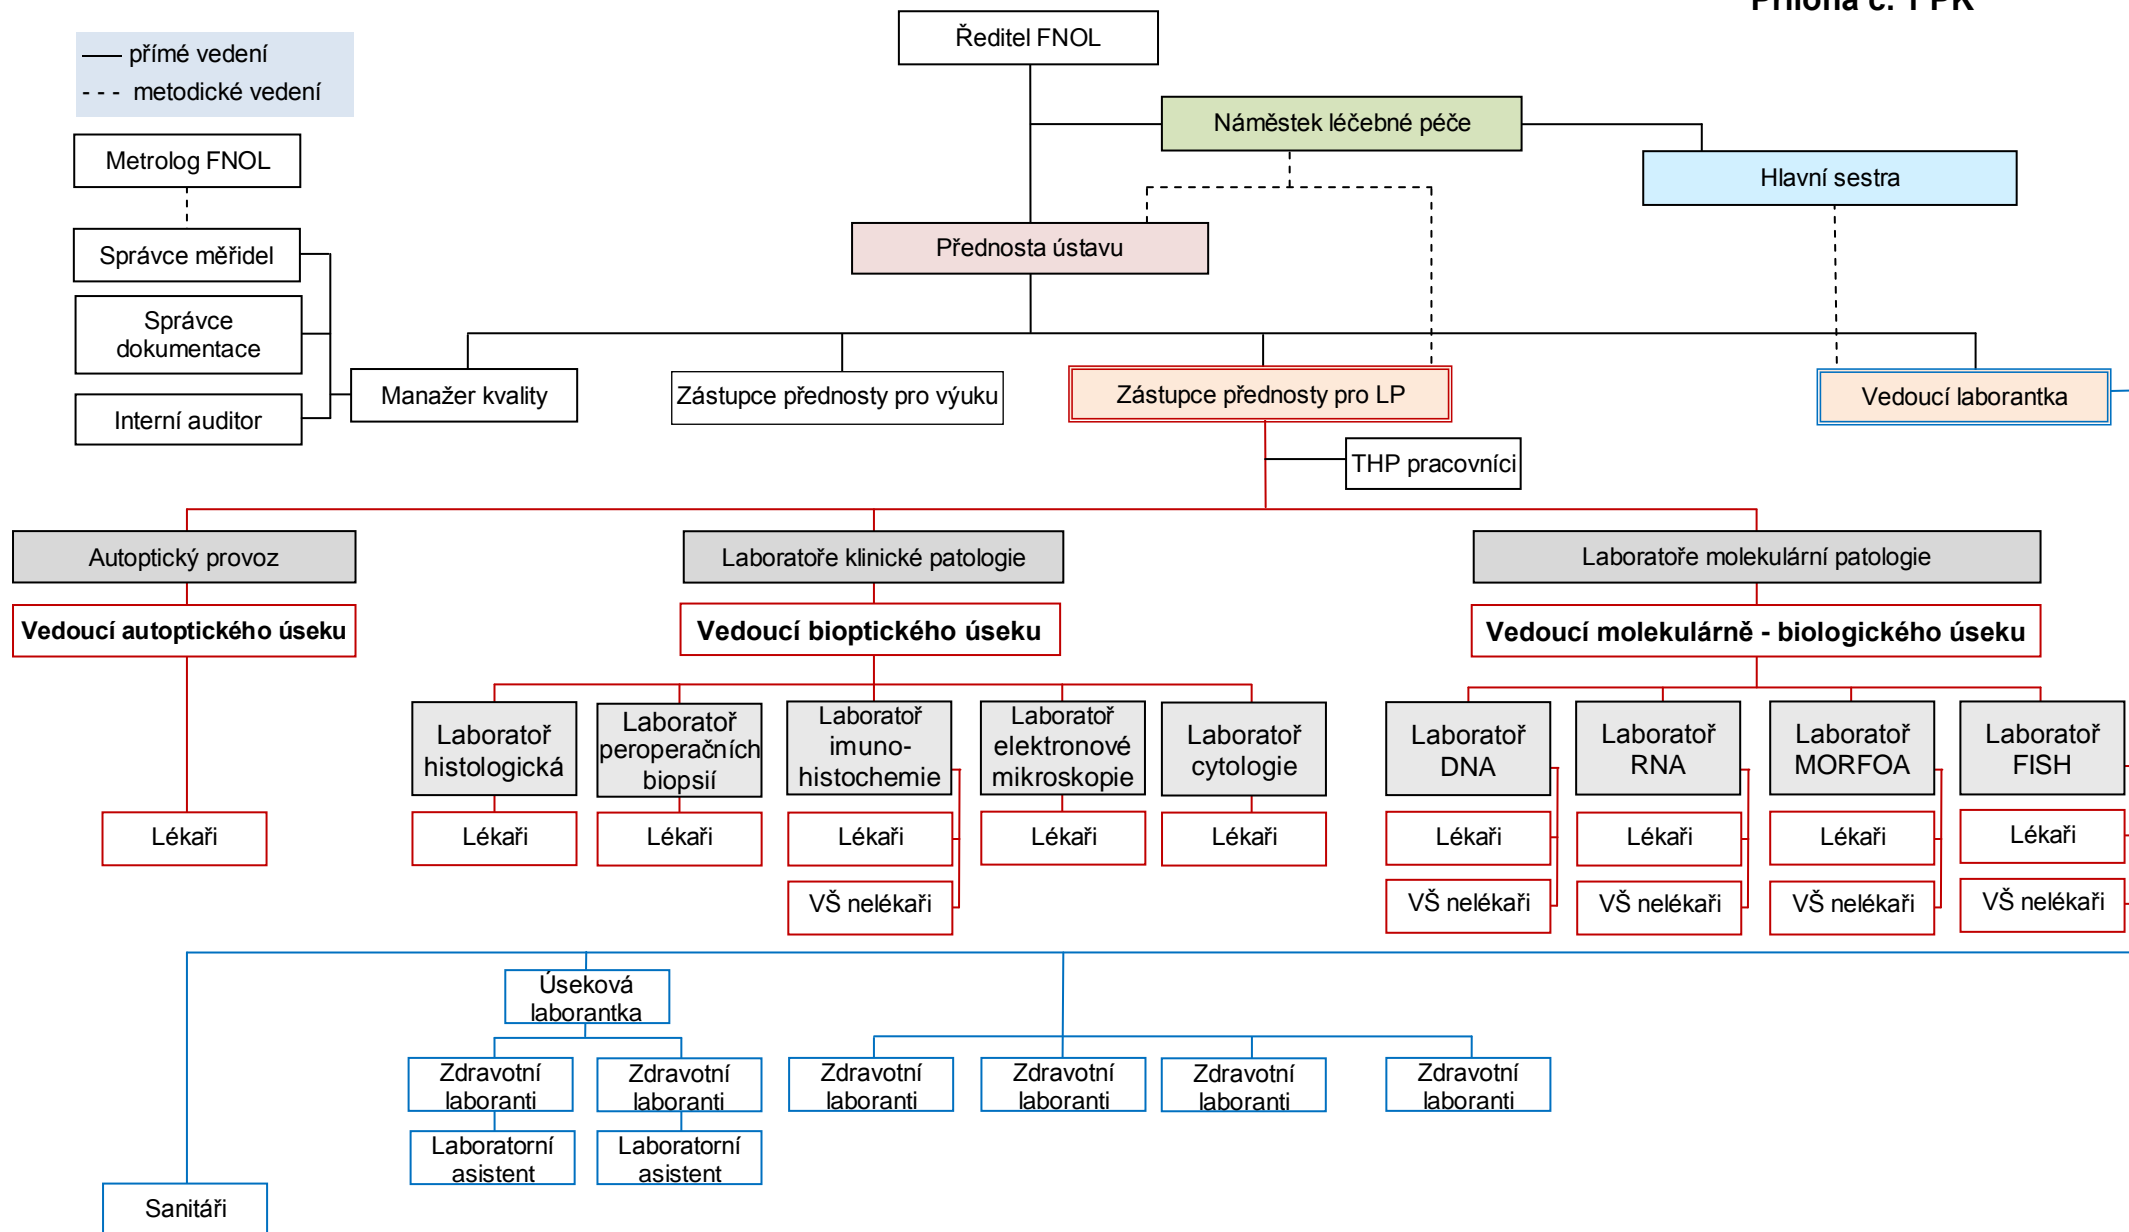 Příloha č. 1 PK
Ředitel FNOL
přímé vedení
metodické vedení
Náměstek léčebné péče
Metrolog FNOL
Hlavní sestra
Správce měřidel
Přednosta ústavu
Správce
dokumentace
Manažer kvality
Zástupce přednosty pro výuku
Zástupce přednosty pro LP
Vedoucí laborantka
Interní auditor
THP pracovníci
Autoptický provoz
Laboratoře klinické patologie
Laboratoře molekulární patologie
Vedoucí autoptického úseku
Vedoucí bioptického úseku
Vedoucí molekulárně - biologického úseku
Laboratoř
histologická
Laboratoř
peroperačních
biopsií
Laboratoř
imuno-
histochemie
Laboratoř
elektronové
mikroskopie
Laboratoř
cytologie
Laboratoř
DNA
Laboratoř
RNA
Laboratoř
MORFOA
Laboratoř
FISH
Lékaři
Lékaři
Lékaři
Lékaři
Lékaři
Lékaři
Lékaři
Lékaři
Lékaři
Lékaři
VŠ nelékaři
VŠ nelékaři
VŠ nelékaři
VŠ nelékaři
VŠ nelékaři
Úseková
laborantka
Zdravotní
laboranti
Zdravotní
laboranti
Zdravotní
laboranti
Zdravotní
laboranti
Zdravotní
laboranti
Zdravotní
laboranti
Laboratorní
asistent
Laboratorní
asistent
Sanitáři